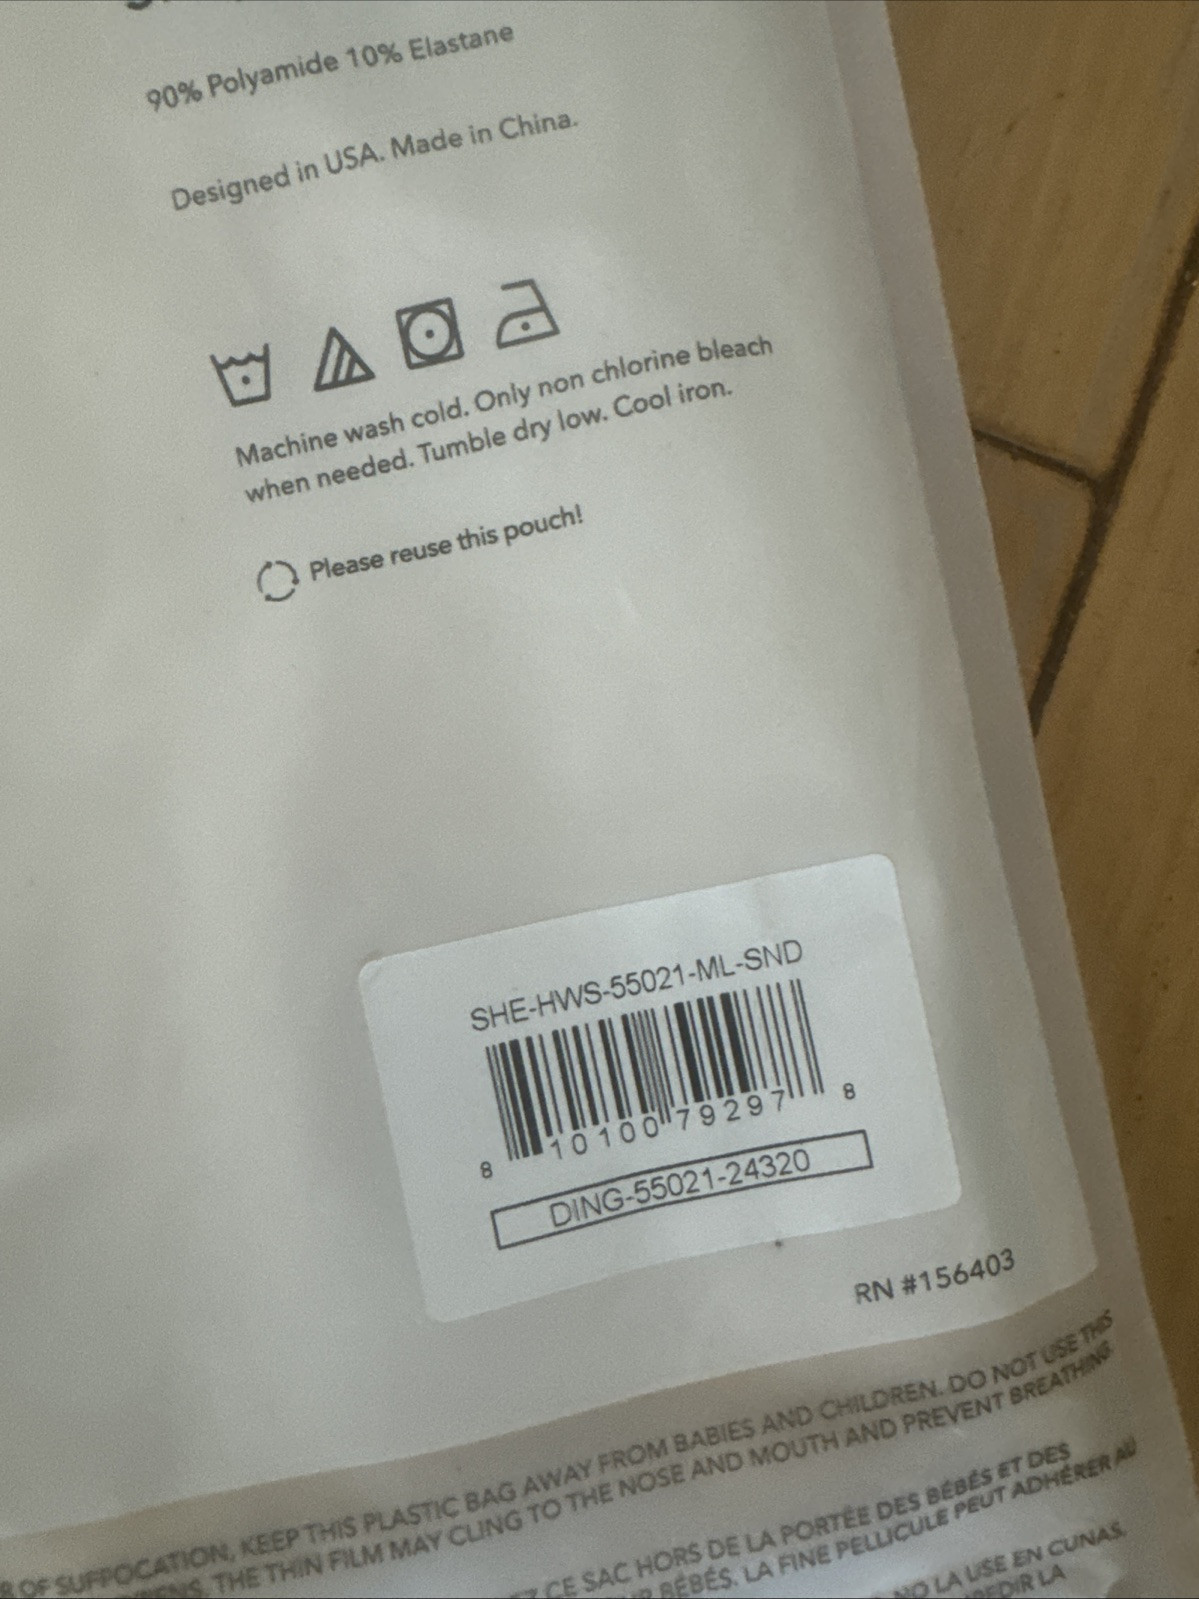 90% Polyamide 10% Elastane
Designed in USA. Made in China.
Machine wash cold. Only non chlorine bleach
when needed. Tumble dry low. Cool iron.
Please reuse this pouch!
SHE-HWS-55021-ML-SND
8 10100 79297 8
DING-55021-24320
RN #156403
OF SUFFOCATION, KEEP THIS PLASTIC BAG AWAY FROM BABIES AND CHILDREN. DO NOT USE THIS
THE THIN FILM MAY CLING TO THE NOSE AND MOUTH AND PREVENT BREATHING.
CE SAC HORS DE LA PORTÉE DES BÉBÉS ET DES
BÉBÉS. LA FINE PELLICULE PEUT ADHÉRER AU
NO LA USE EN CUNAS,
LA